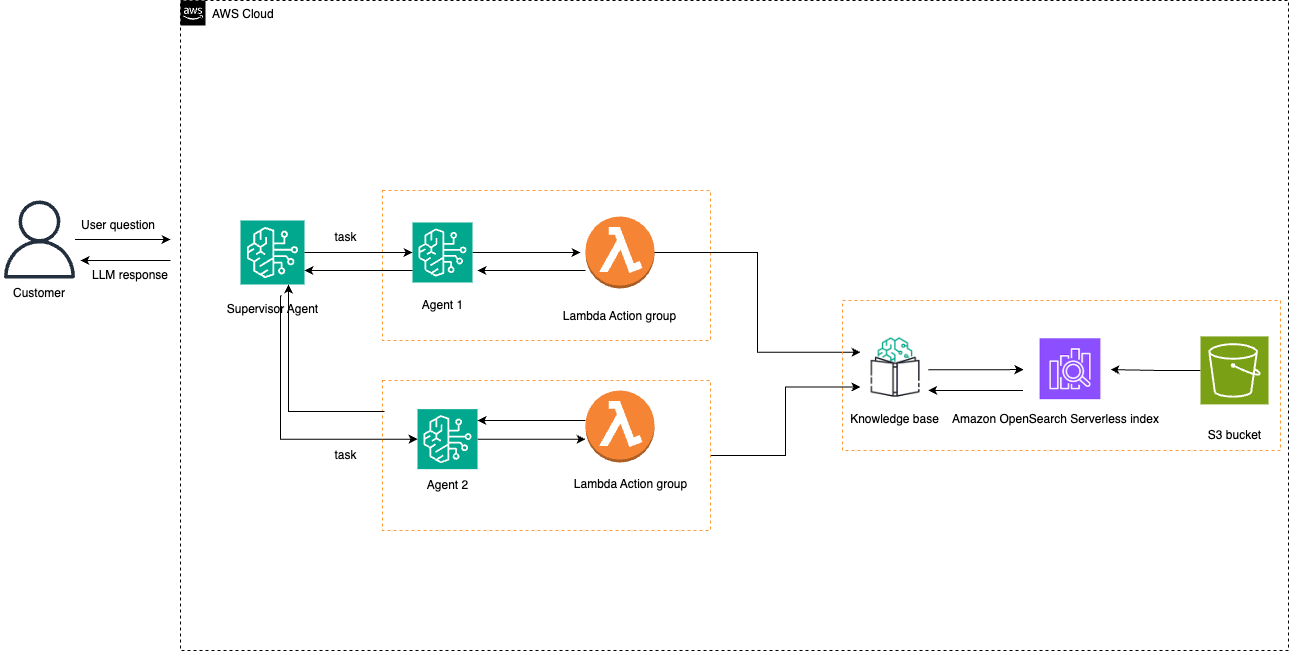 aws
AWS Cloud
User question
LLM response
Customer
task
Supervisor Agent
Agent 1
Lambda Action group
task
Agent 2
Lambda Action group
Knowledge base
Amazon OpenSearch Serverless index
S3 bucket